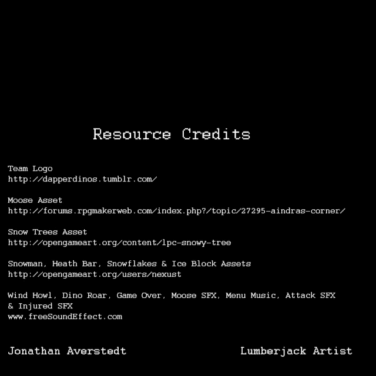 Resource Credits
Team Logo
http://dapperdinos.tumblr.com/
Moose Asset
http://forums.rpgmakerweb.com/index.php?/topic/27295-aindras-corner/
Snow Trees Asset
http://opengameart.org/content/lpc-snowy-tree
Snowman, Heath Bar, Snowflakes & Ice Block Assets
http://opengameart.org/users/nexust
Wind Howl, Dino Roar, Game Over, Moose SFX, Menu Music, Attack SFX
& Injured SFX
www.freeSoundEffect.com
Jonathan Averstedt Lumberjack Artist